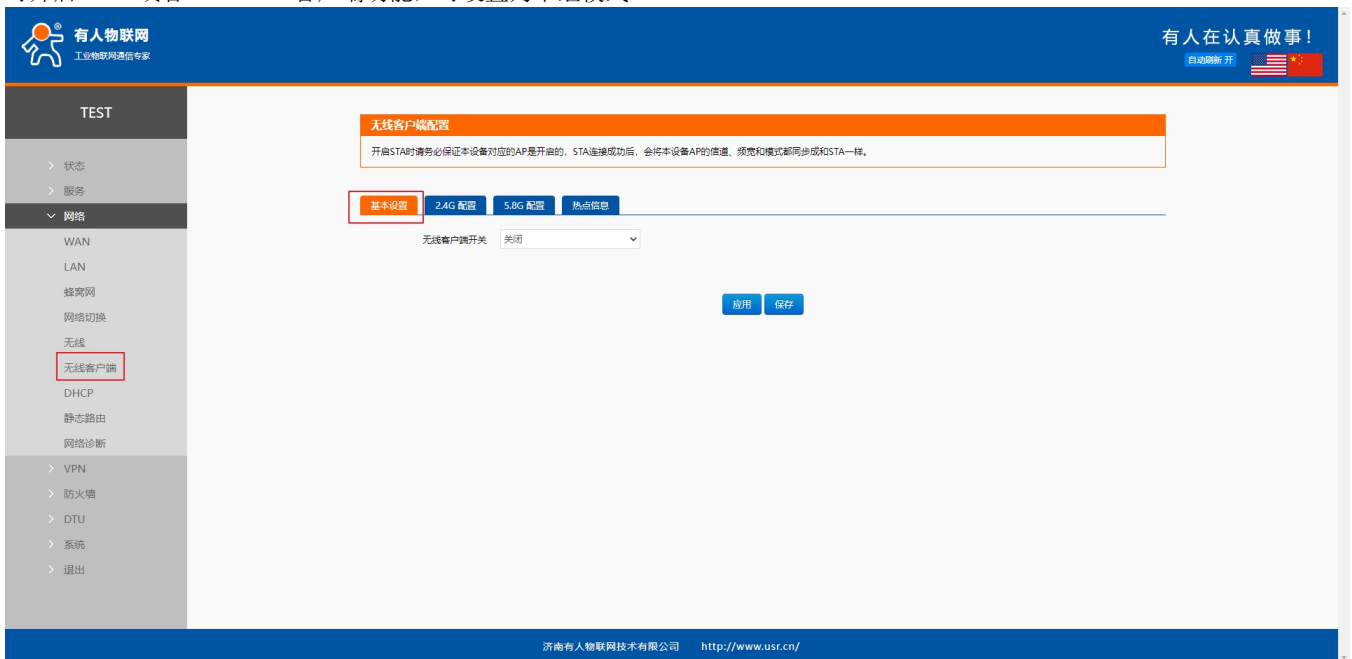 有人物联网
工业物联网通信专家
有人在认真做事！
自动刷新 开
TEST
状态
服务
网络
WAN
LAN
蜂窝网
网络切换
无线
无线客户端
DHCP
静态路由
网络诊断
VPN
防火墙
DTU
系统
退出
无线客户端配置
开启STA时请务必保证本设备对应的AP是开启的，STA连接成功后，会将本设备AP的信道、频宽和模式都同步成和STA一样。
基本设置 2.4G 配置 5.8G 配置 热点信息
无线客户端开关 关闭
应用 保存
济南有人物联网技术有限公司 http://www.usr.cn/